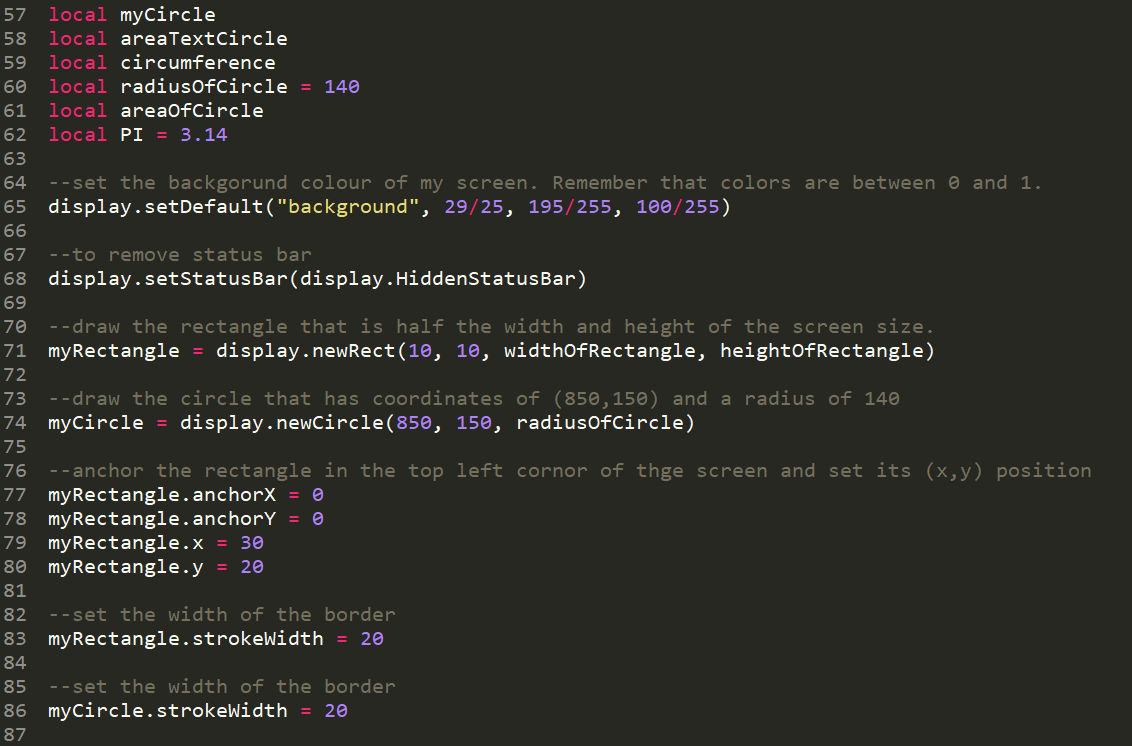 57 local myCircle
58 local areaTextCircle
59 local circumference
60 local radiusOfCircle = 140
61 local areaOfCircle
62 local PI = 3.14
63
64 --set the backgorund colour of my screen. Remember that colors are between 0 and 1.
65 display.setDefault("background", 29/25, 195/255, 100/255)
66
67 --to remove status bar
68 display.setStatusBar(display.HiddenStatusBar)
69
70 --draw the rectangle that is half the width and height of the screen size.
71 myRectangle = display.newRect(10, 10, widthOfRectangle, heightOfRectangle)
72
73 --draw the circle that has coordinates of (850,150) and a radius of 140
74 myCircle = display.newCircle(850, 150, radiusOfCircle)
75
76 --anchor the rectangle in the top left cornor of thge screen and set its (x,y) position
77 myRectangle.anchorX = 0
78 myRectangle.anchorY = 0
79 myRectangle.x = 30
80 myRectangle.y = 20
81
82 --set the width of the border
83 myRectangle.strokeWidth = 20
84
85 --set the width of the border
86 myCircle.strokeWidth = 20
87